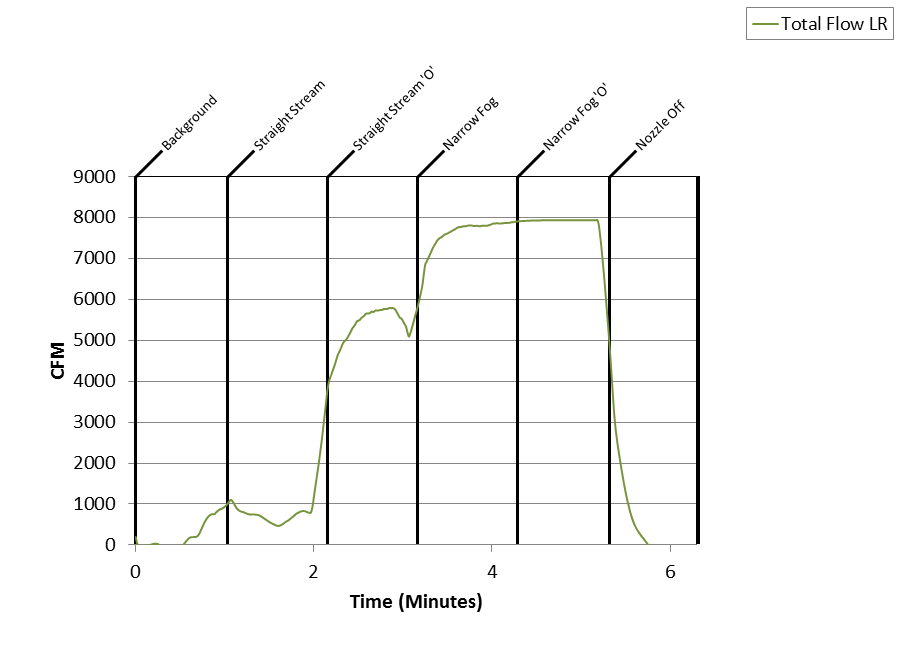 Total Flow LR
Background
Straight Stream
Straight Stream 'O'
Narrow Fog
Narrow Fog 'O'
Nozzle Off
9000
8000
7000
6000
5000
4000
3000
2000
1000
0
CFM
0 2 4 6
Time (Minutes)